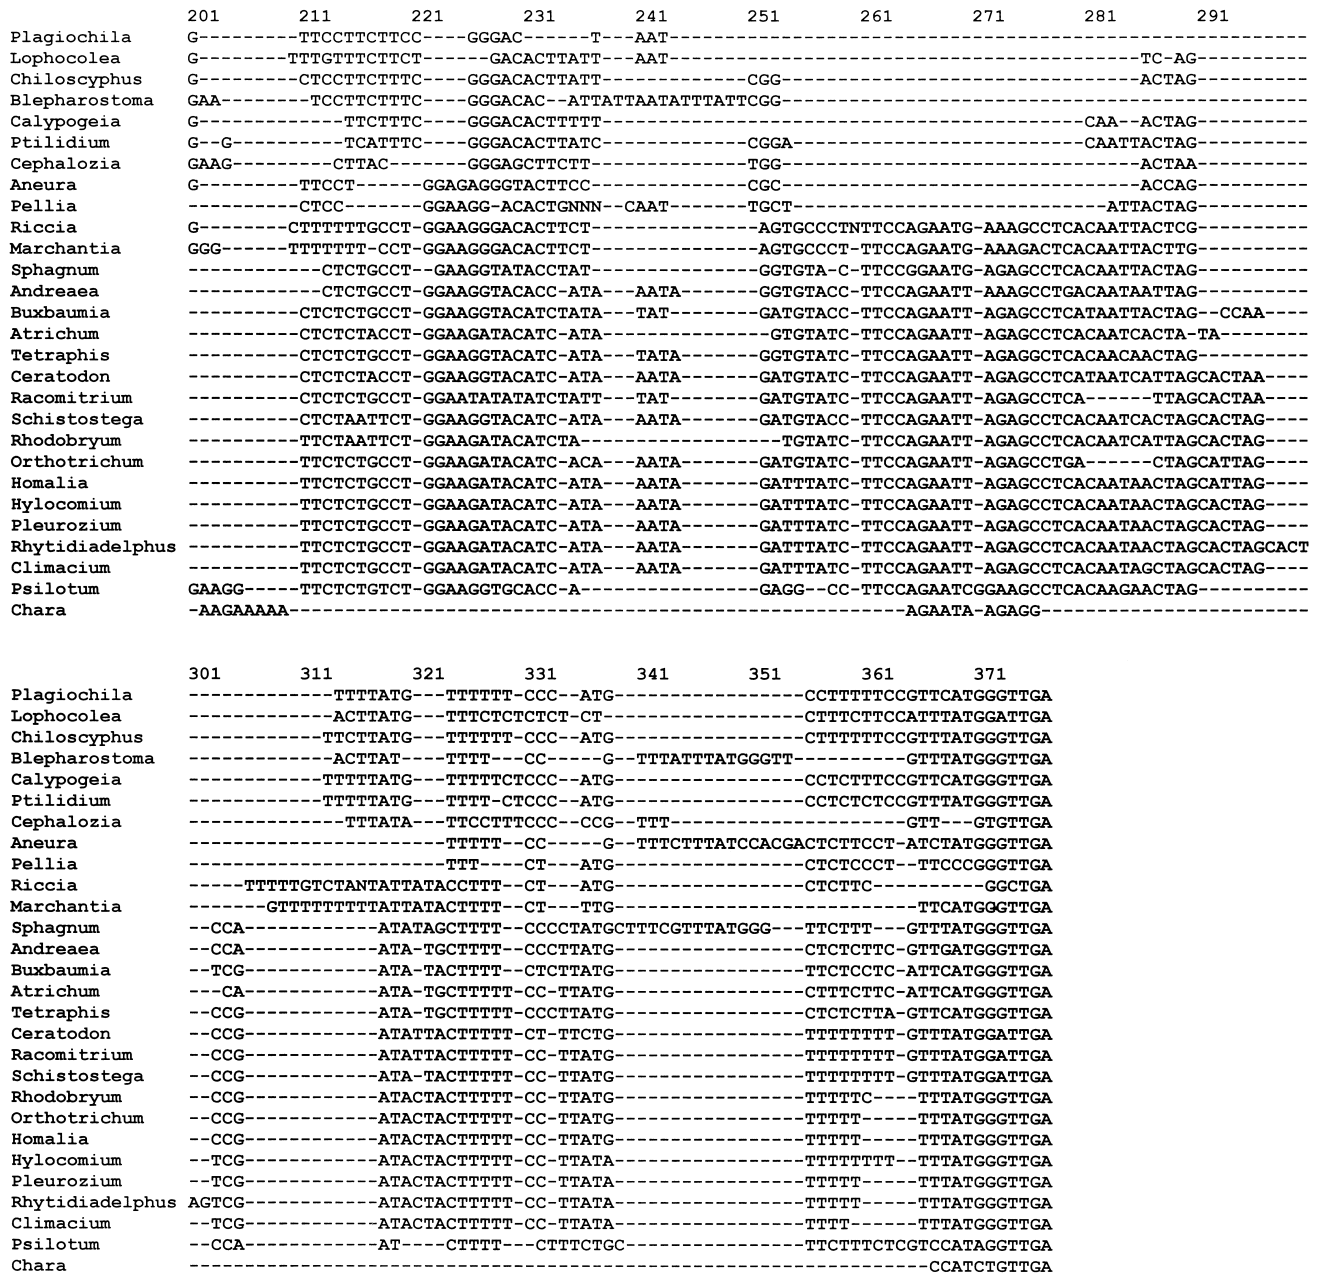 201 211 221 231 241 251 261 271 281 291
Plagiochila G---------TTCCTTCTTCC----GGGAC------T---AAT---------------------------------------------------------
Lophocolea G--------TTTGTTTCTTCT------GACACTTATT---AAT------------------------------------------TC-AG----------
Chiloscyphus G---------CTCCTTCTTTC----GGGACACTTATT-------------CGG--------------------------------ACTAG----------
Blepharostoma GAA--------TCCTTCTTTC----GGGACAC--ATTATTAATATTTATTCGG-----------------------------------------------
Calypogeia G-------------TTCTTTC----GGGACACTTTTT-------------------------------------------CAA--ACTAG----------
Ptilidium G--G----------TCATTTC----GGGACACTTATC-------------CGGA--------------------------CAATTACTAG----------
Cephalozia GAAG---------CTTAC-------GGGAGCTTCTT--------------TGG--------------------------------ACTAA----------
Aneura G---------TTCCT------GGAGAGGGTACTTCC--------------CGC--------------------------------ACCAG----------
Pellia ----------CTCC-------GGAAGG-ACACTGNNN--CAAT-------TGCT----------------------------ATTACTAG----------
Riccia G--------CTTTTTTGCCT-GGAAGGGACACTTCT---------------AGTGCCCTNTTCCAGAATG-AAAGCCTCACAATTACTCG----------
Marchantia GGG------TTTTTTT-CCT-GGAAGGGACACTTCT---------------AGTGCCCT-TTCCAGAATG-AAAGACTCACAATTACTTG----------
Sphagnum ------------CTCTGCCT--GAAGGTATACCTAT---------------GGTGTA-C-TTCCGGAATG-AGAGCCTCACAATTACTAG----------
Andreaea ------------CTCTGCCT-GGAAGGTACACC-ATA---AATA-------GGTGTACC-TTCCAGAATT-AAAGCCTGACAATAATTAG----------
Buxbaumia ----------CTCTCTGCCT-GGAAGGTACATCTATA---TAT--------GATGTACC-TTCCAGAATT-AGAGCCTCATAATTACTAG--CCAA----
Atrichum ----------CTCTCTACCT-GGAAGATACATC-ATA---------------GTGTATC-TTCCAGAATT-AGAGCCTCACAATCACTA-TA--------
Tetraphis ----------CTCTCTGCCT-GGAAGGTACATC-ATA---TATA-------GGTGTATC-TTCCAGAATT-AGAGGCTCACAACAACTAG----------
Ceratodon ----------CTCTCTACCT-GGAAGGTACATC-ATA---AATA-------GATGTATC-TTCCAGAATT-AGAGCCTCATAATCATTAGCACTAA----
Racomitrium ----------CTCTCTGCCT-GGAATATATATCTATT---TAT--------GATGTATC-TTCCAGAATT-AGAGCCTCA------TTAGCACTAA----
Schistostega ----------CTCTAATTCT-GGAAGGTACATC-ATA---AATA-------GATGTACC-TTCCAGAATT-AGAGCCTCACAATCACTAGCACTAG----
Rhodobryum ----------TTCTAATTCT-GGAAGATACATCTA------------------TGTATC-TTCCAGAATT-AGAGCCTCACAATCATTAGCACTAG----
Orthotrichum ----------TTCTCTGCCT-GGAAGATACATC-ACA---AATA-------GATGTATC-TTCCAGAATT-AGAGCCTGA------CTAGCATTAG----
Homalia ----------TTCTCTGCCT-GGAAGATACATC-ATA---AATA-------GATTTATC-TTCCAGAATT-AGAGCCTCACAATAACTAGCATTAG----
Hylocomium ----------TTCTCTGCCT-GGAAGATACATC-ATA---AATA-------GATTTATC-TTCCAGAATT-AGAGCCTCACAATAACTAGCACTAG----
Pleurozium ----------TTCTCTGCCT-GGAAGATACATC-ATA---AATA-------GATTTATC-TTCCAGAATT-AGAGCCTCACAATAACTAGCACTAG----
Rhytidiadelphus ----------TTCTCTGCCT-GGAAGATACATC-ATA---AATA-------GATTTATC-TTCCAGAATT-AGAGCCTCACAATAACTAGCACTAGCACT
Climacium ----------TTCTCTGCCT-GGAAGATACATC-ATA---AATA-------GATTTATC-TTCCAGAATT-AGAGCCTCACAATAGCTAGCACTAG----
Psilotum GAAGG-----TTCTCTGTCT-GGAAGGTGCACC-A----------------GAGG--CC-TTCCAGAATCGGAAGCCTCACAAGAACTAG----------
Chara -AAGAAAAA-------------------------------------------------------AGAATA-AGAGG------------------------
301 311 321 331 341 351 361 371
Plagiochila -------------TTTTATG---TTTTTT-CCC--ATG-----------------CCTTTTTCCGTTCATGGGTTGA
Lophocolea -------------ACTTATG---TTTCTCTCTCT-CT------------------CTTTCTTCCATTTATGGATTGA
Chiloscyphus ------------TTCTTATG---TTTTTT-CCC--ATG-----------------CTTTTTTCCGTTTATGGGTTGA
Blepharostoma -------------ACTTAT----TTTT---CC-----G--TTTATTTATGGGTT----------GTTTATGGGTTGA
Calypogeia ------------TTTTTATG---TTTTTCTCCC--ATG-----------------CCTCTTTCCGTTCATGGGTTGA
Ptilidium ------------TTTTTATG---TTTT-CTCCC--ATG-----------------CCTCTCTCCGTTTATGGGTTGA
Cephalozia --------------TTTATA---TTCCTTTCCC--CCG--TTT---------------------GTT---GTGTTGA
Aneura -----------------------TTTTT--CC-----G--TTTCTTTATCCACGACTCTTCCT-ATCTATGGGTTGA
Pellia -----------------------TTT----CT---ATG-----------------CTCTCCCT--TTCCCGGGTTGA
Riccia -----TTTTTGTCTANTATTATACCTTT--CT---ATG-----------------CTCTTC----------GGCTGA
Marchantia -------GTTTTTTTTTATTATACTTTT--CT---TTG---------------------------TTCATGGGTTGA
Sphagnum --CCA------------ATATAGCTTTT--CCCCTATGCTTTCGTTTATGGG---TTCTTT---GTTTATGGGTTGA
Andreaea --CCA------------ATA-TGCTTTT--CCCTTATG-----------------CTCTCTTC-GTTGATGGGTTGA
Buxbaumia --TCG------------ATA-TACTTTT--CTCTTATG-----------------TTCTCCTC-ATTCATGGGTTGA
Atrichum ---CA------------ATA-TGCTTTTT-CC-TTATG-----------------CTTTCTTC-ATTCATGGGTTGA
Tetraphis --CCG------------ATA-TGCTTTTT-CCCTTATG-----------------CTCTCTTA-GTTCATGGGTTGA
Ceratodon --CCG------------ATATTACTTTTT-CT-TTCTG-----------------TTTTTTTT-GTTTATGGATTGA
Racomitrium --CCG------------ATATTACTTTTT-CC-TTATG-----------------TTTTTTTT-GTTTATGGATTGA
Schistostega --CCG------------ATA-TACTTTTT-CC-TTATG-----------------TTTTTTTT-GTTTATGGATTGA
Rhodobryum --CCG------------ATACTACTTTTT-CC-TTATG-----------------TTTTTC----TTTATGGGTTGA
Orthotrichum --CCG------------ATACTACTTTTT-CC-TTATG-----------------TTTTT-----TTTATGGGTTGA
Homalia --CCG------------ATACTACTTTTT-CC-TTATG-----------------TTTTT-----TTTATGGGTTGA
Hylocomium --TCG------------ATACTACTTTTT-CC-TTATA-----------------TTTTTTTT--TTTATGGGTTGA
Pleurozium --TCG------------ATACTACTTTTT-CC-TTATA-----------------TTTTT-----TTTATGGGTTGA
Rhytidiadelphus AGTCG------------ATACTACTTTTT-CC-TTATA-----------------TTTTT-----TTTATGGGTTGA
Climacium --TCG------------ATACTACTTTTT-CC-TTATA-----------------TTTT------TTTATGGGTTGA
Psilotum --CCA------------AT----CTTTT---CTTTCTGC----------------TTCTTTCTCGTCCATAGGTTGA
Chara ------------------------------------------------------------------CCATCTGTTGA